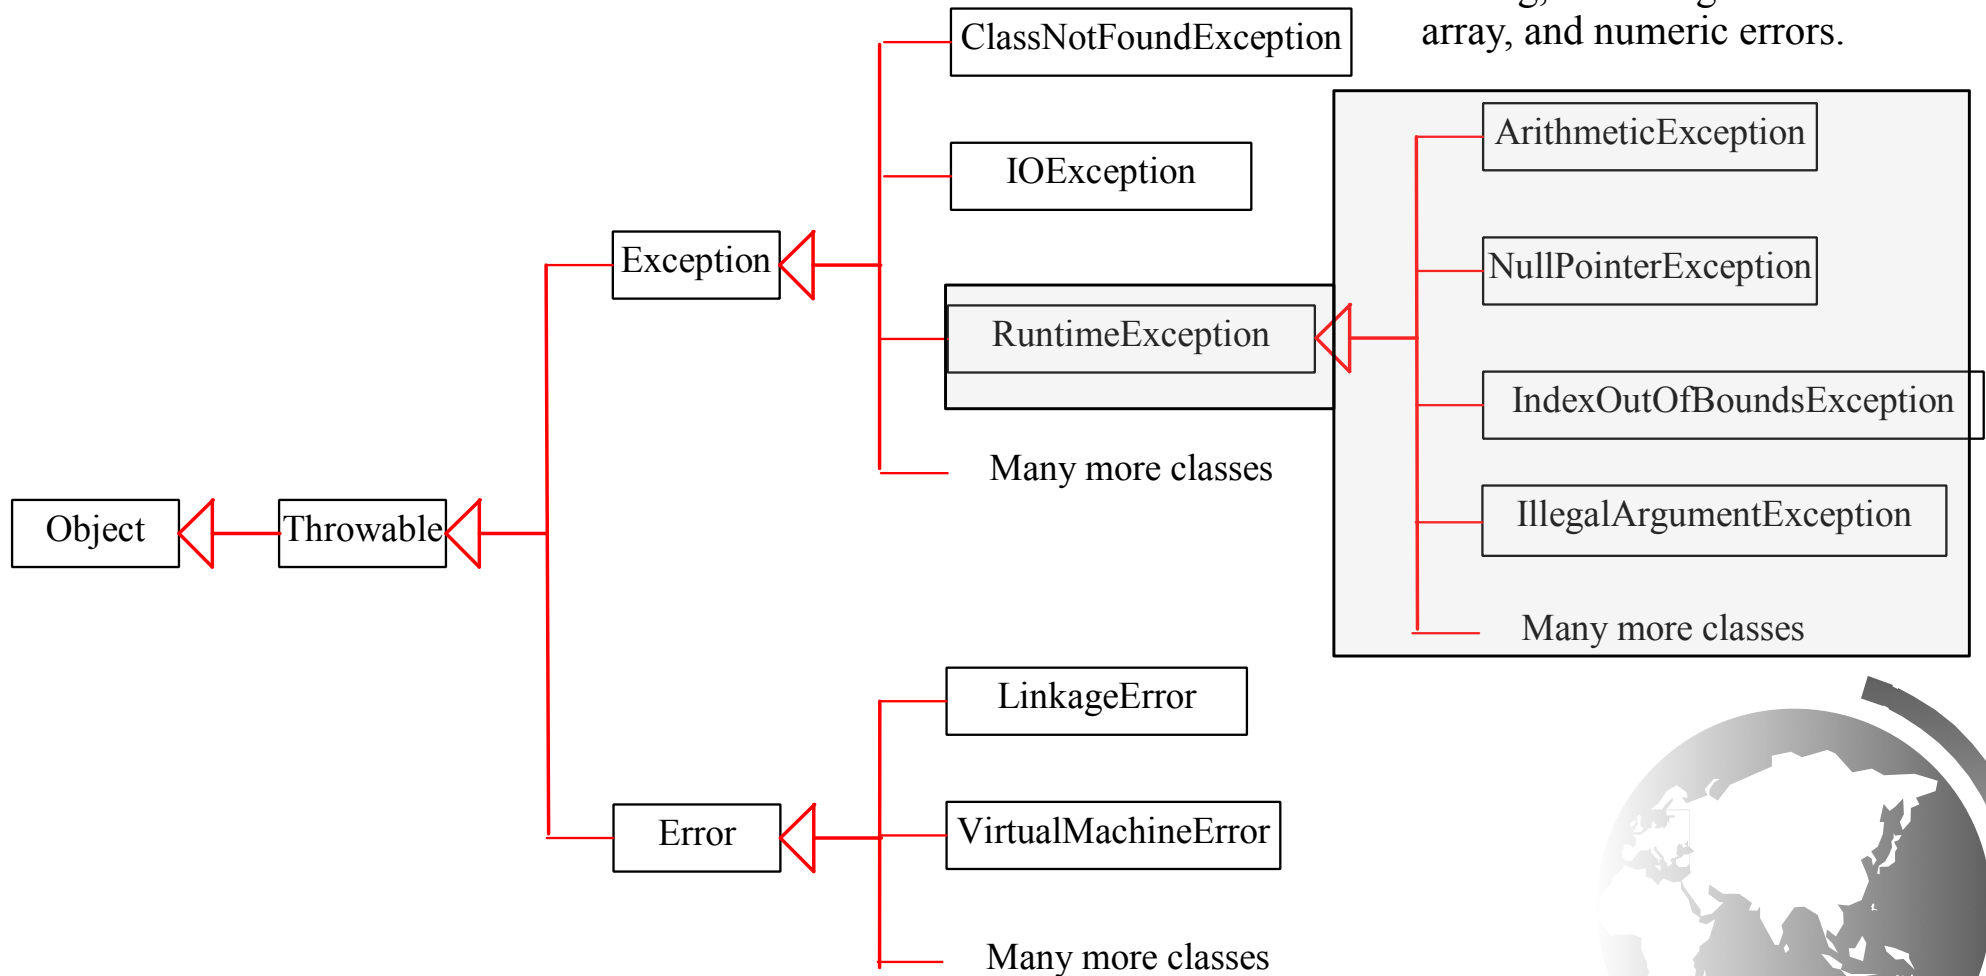 array, and numeric errors.
ClassNotFoundException
ArithmeticException
IOException
NullPointerException
Exception
RuntimeException
IndexOutOfBoundsException
Many more classes
IllegalArgumentException
Object
Throwable
Many more classes
LinkageError
Error
VirtualMachineError
Many more classes